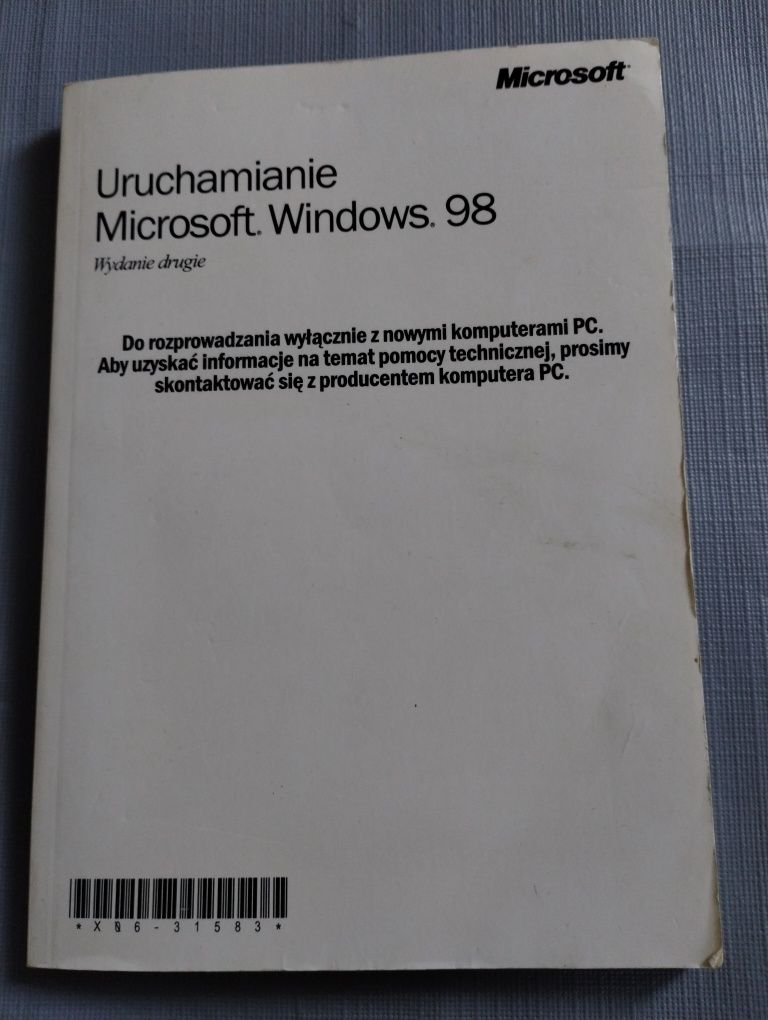 Microsoft
Uruchamianie
Microsoft® Windows® 98
Wydanie drugie
Do rozprowadzania wyłącznie z nowymi komputerami PC.
Aby uzyskać informacje na temat pomocy technicznej, prosimy
skontaktować się z producentem komputera PC.
*X06-31583*